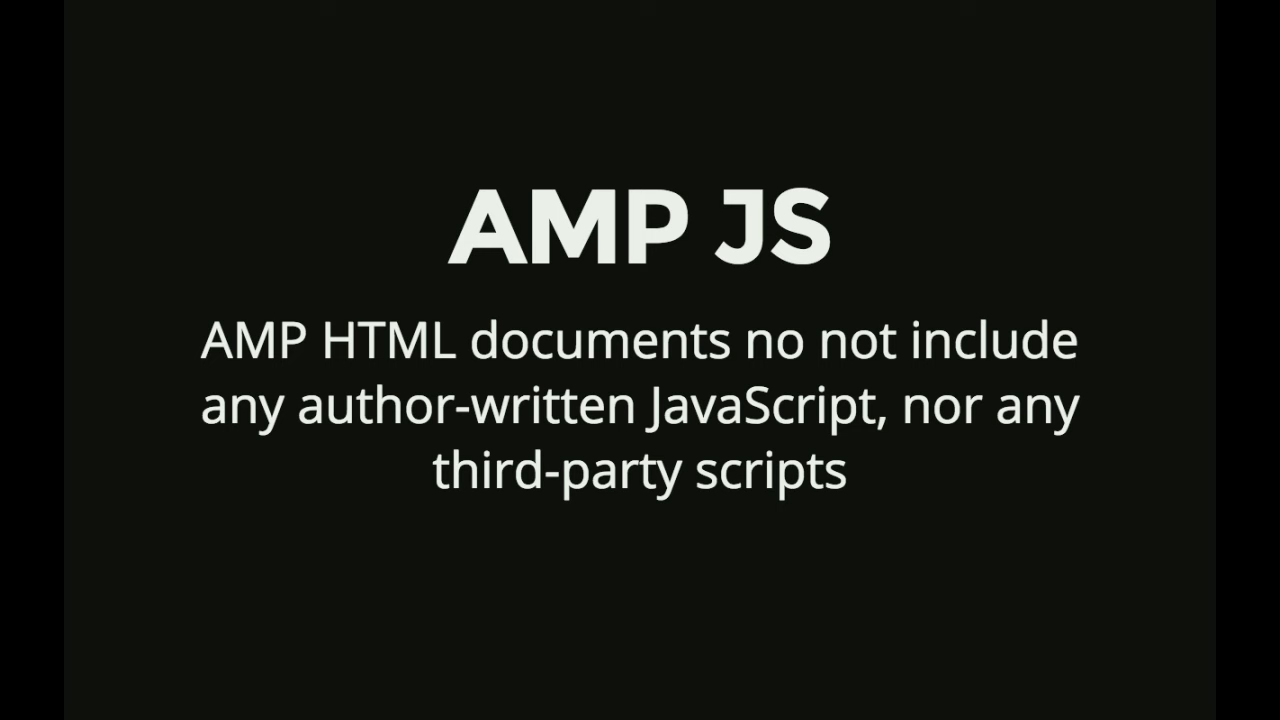 AMP JS
AMP HTML documents no not include
any author-written JavaScript, nor any
third-party scripts